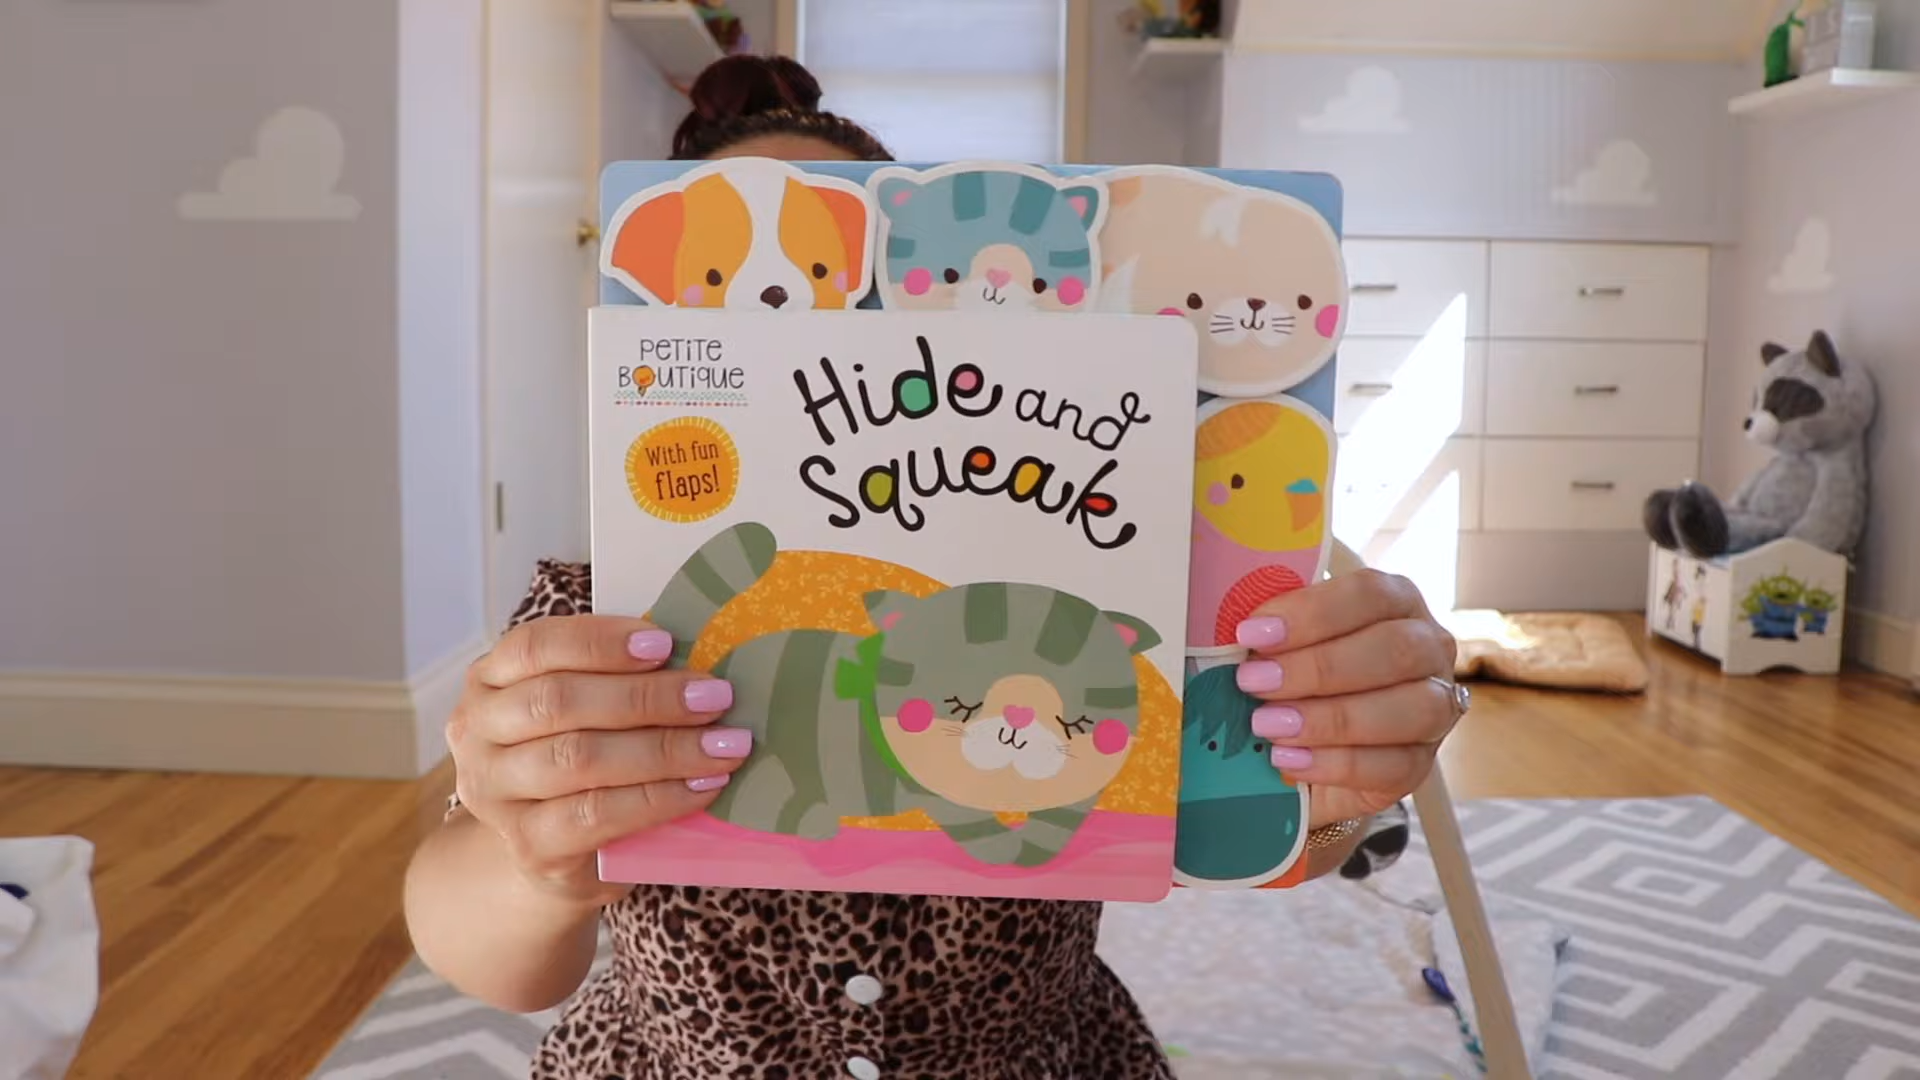 PETITE
BOUTIQUE
With fun
flaps!
Hide and
Squeak